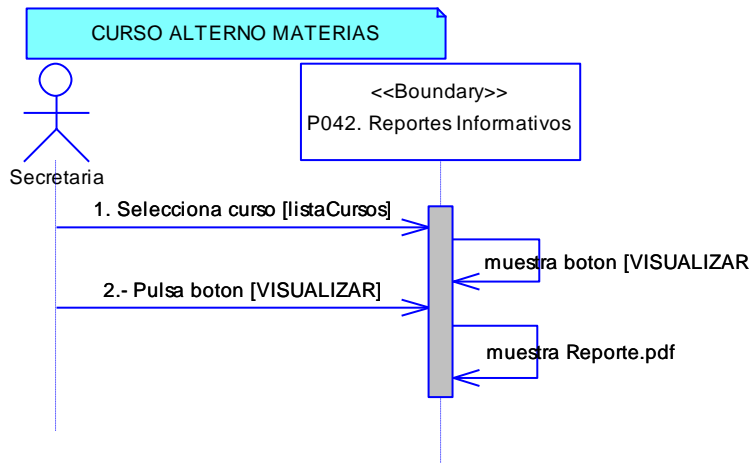 CURSO ALTERNO MATERIAS
<<Boundary>>
P042. Reportes Informativos
Secretaria
1. Selecciona curso [listaCursos]
muestra boton [VISUALIZAR
2.- Pulsa boton [VISUALIZAR]
muestra Reporte.pdf